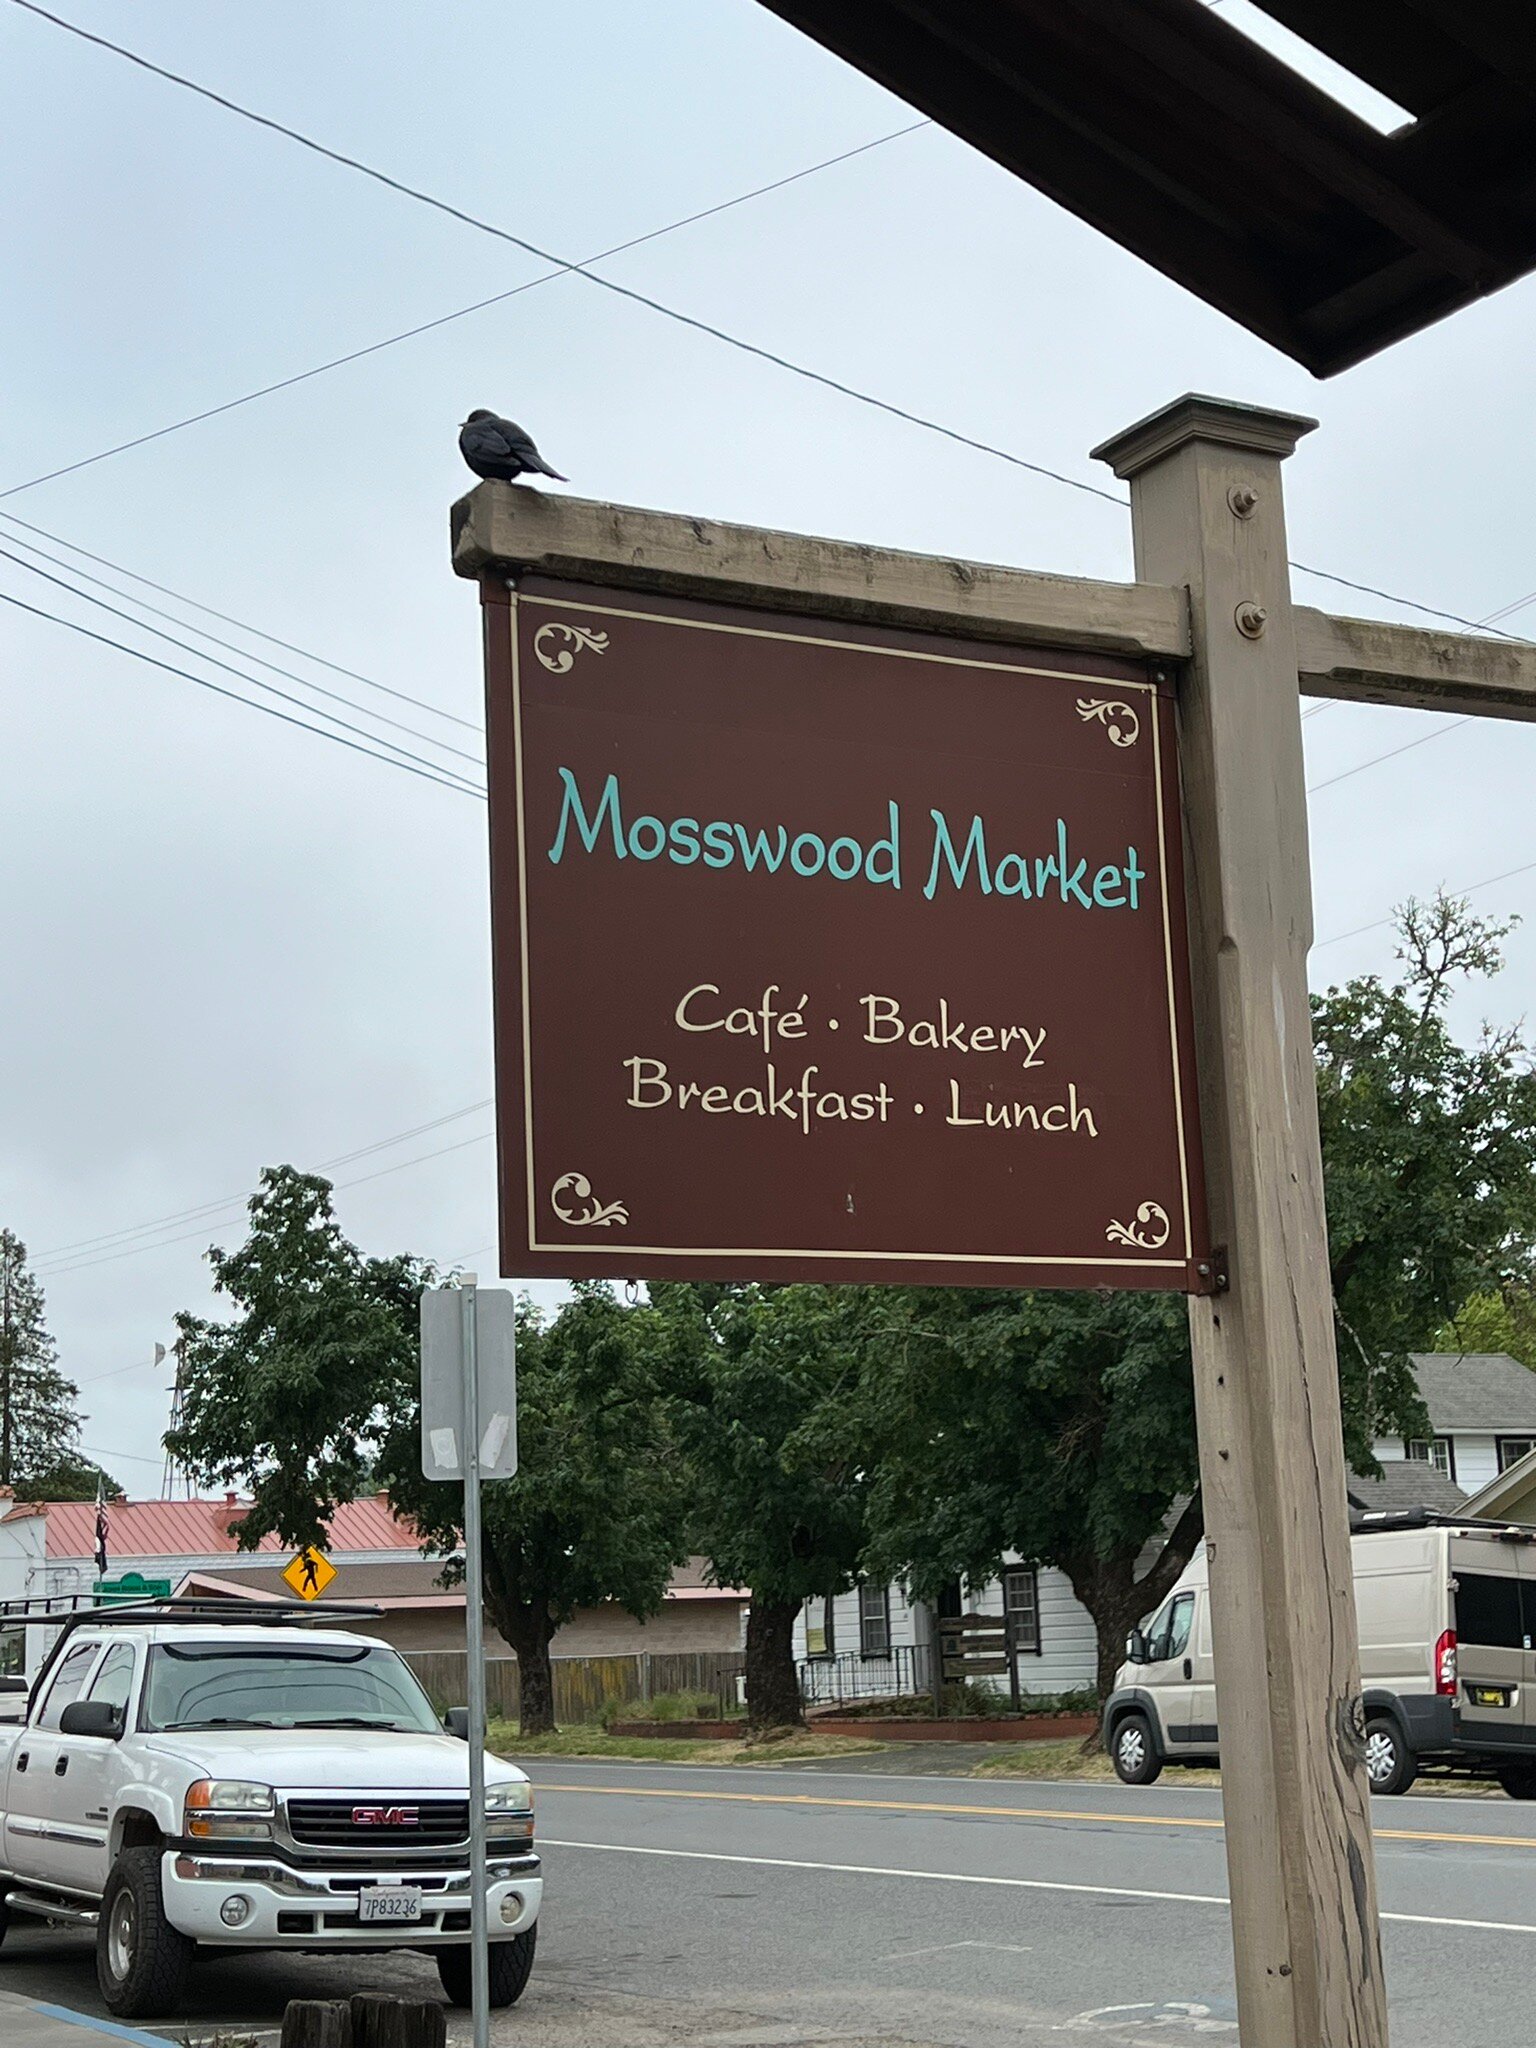 Mosswood Market
Café · Bakery
Breakfast · Lunch
GMC
7P83236